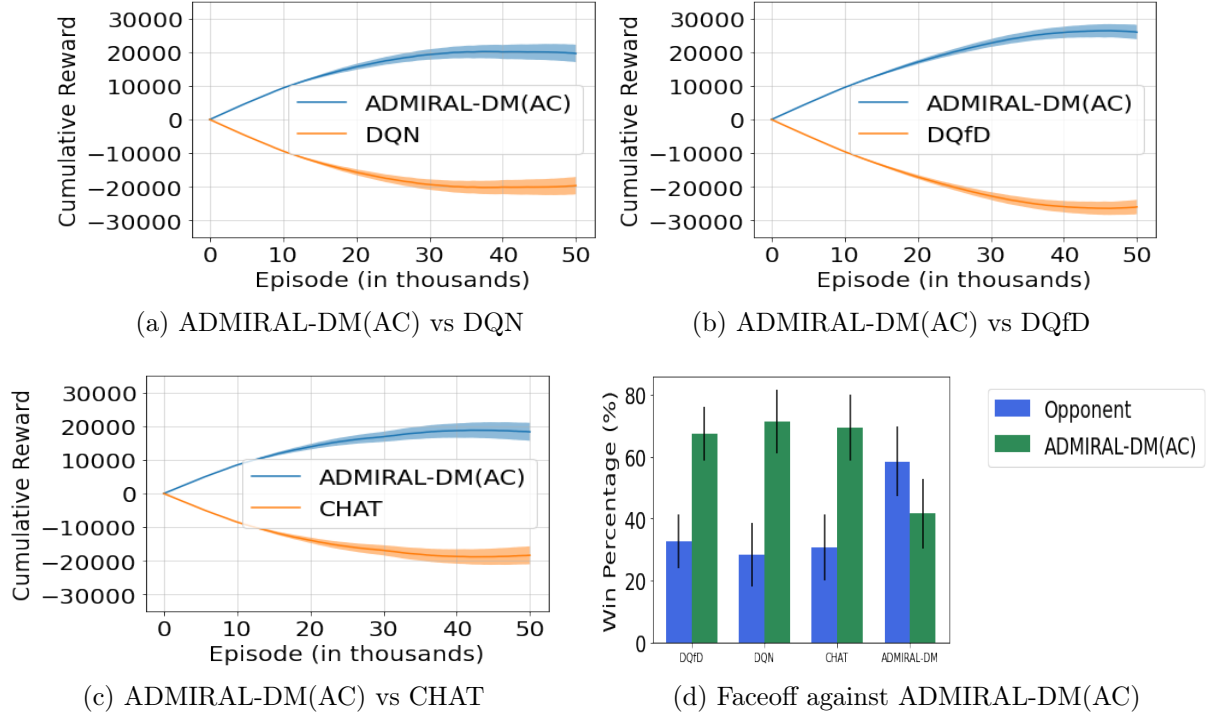 30000
20000
10000
0
−10000
−20000
−30000
Cumulative Reward
ADMIRAL-DM(AC)
DQN
0 10 20 30 40 50
Episode (in thousands)
(a) ADMIRAL-DM(AC) vs DQN
30000
20000
10000
0
−10000
−20000
−30000
Cumulative Reward
ADMIRAL-DM(AC)
DQfD
0 10 20 30 40 50
Episode (in thousands)
(b) ADMIRAL-DM(AC) vs DQfD
30000
20000
10000
0
−10000
−20000
−30000
Cumulative Reward
ADMIRAL-DM(AC)
CHAT
0 10 20 30 40 50
Episode (in thousands)
(c) ADMIRAL-DM(AC) vs CHAT
80
60
40
20
0
Win Percentage (%)
DQfD DQN CHAT ADMIRAL-DM
Opponent
ADMIRAL-DM(AC)
(d) Faceoff against ADMIRAL-DM(AC)